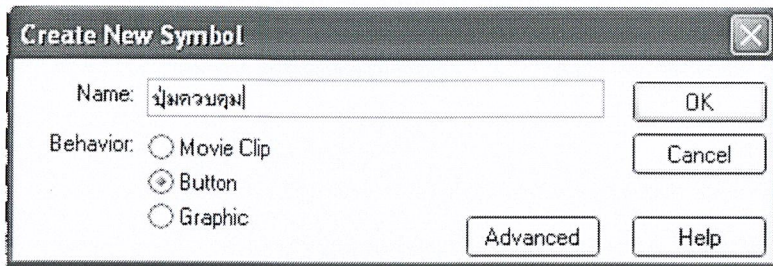 Create New Symbol
Name: ปุ่มควบคุม OK
Behavior: Movie Clip Cancel
Button
Graphic
Advanced Help